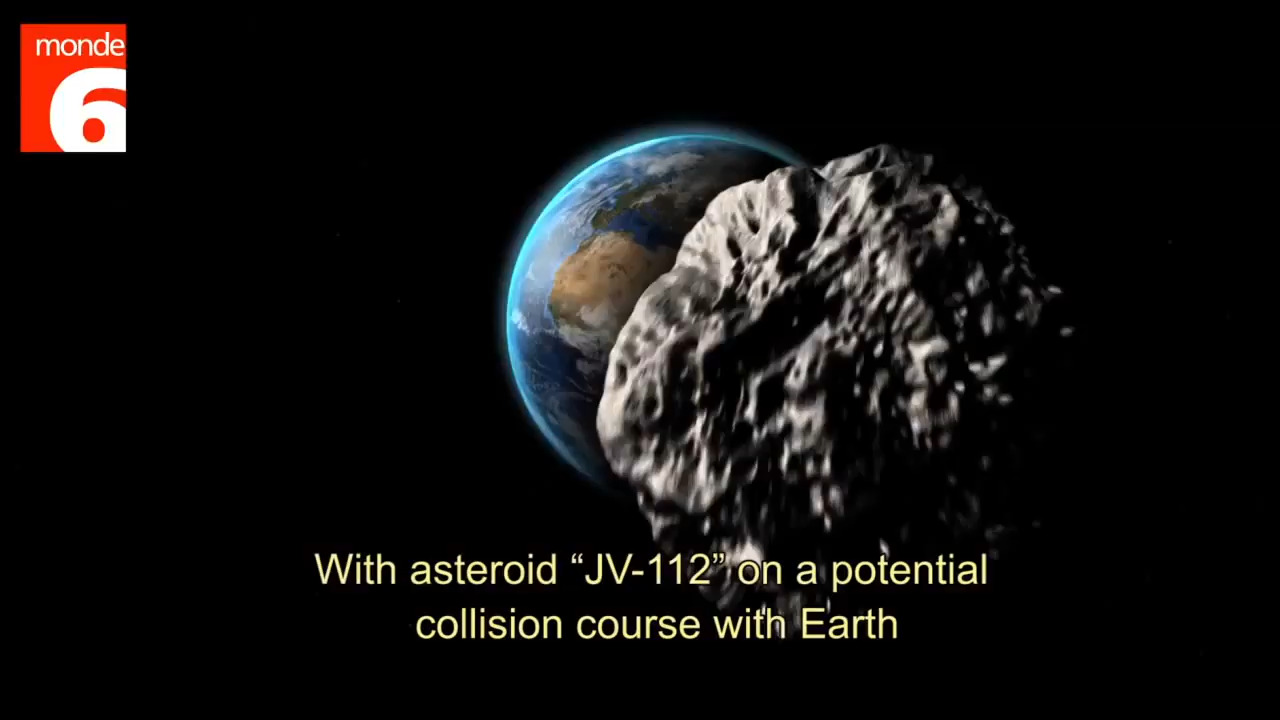 monde
6
With asteroid “JV-112” on a potential
collision course with Earth